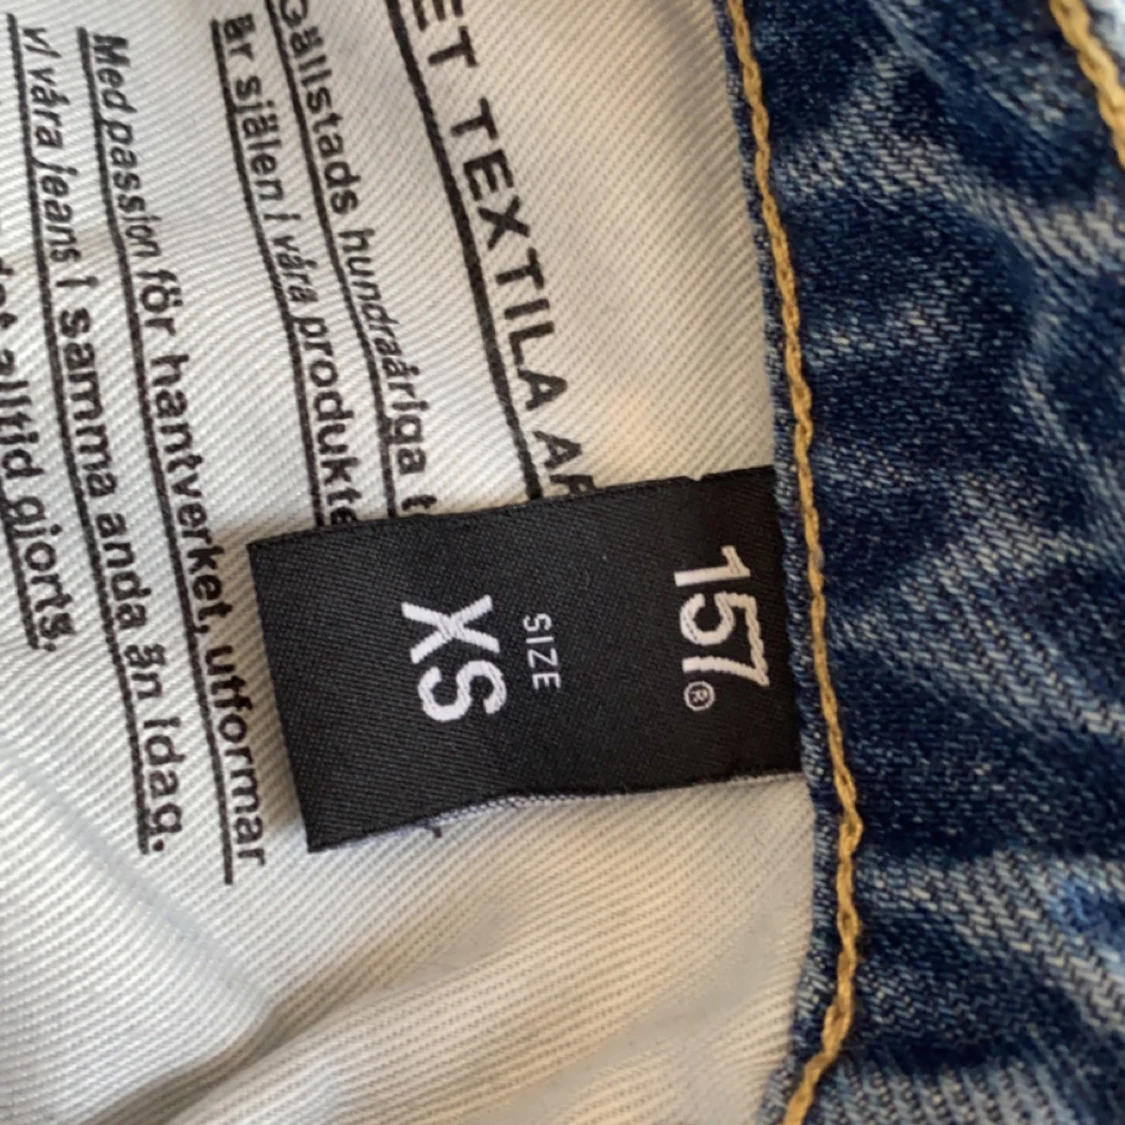 ET TEXTILA
Gällstads hundraåriga
är själen i våra
Med passion för hantverket, utformar
vi våra jeans i samma anda än idag.
alltid gjorts.
157®
SIZE
XS